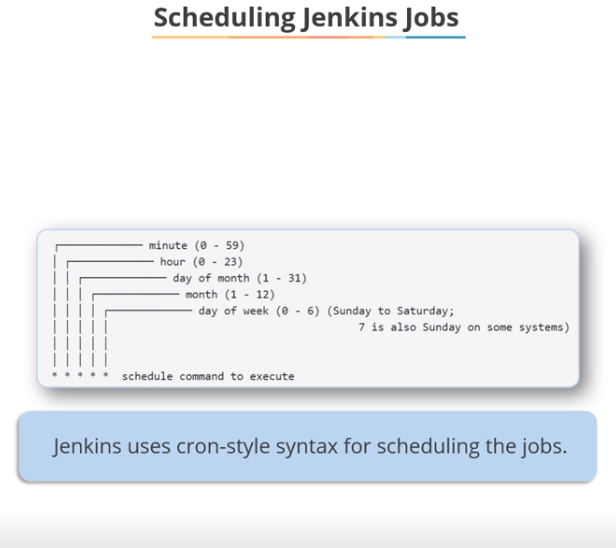 Scheduling Jenkins Jobs
minute (0 - 59)
hour (0 - 23)
day of month (1 - 31)
month (1 - 12)
day of week (0 - 6) (Sunday to Saturday;
7 is also Sunday on some systems)
* * * * * schedule command to execute
Jenkins uses cron-style syntax for scheduling the jobs.